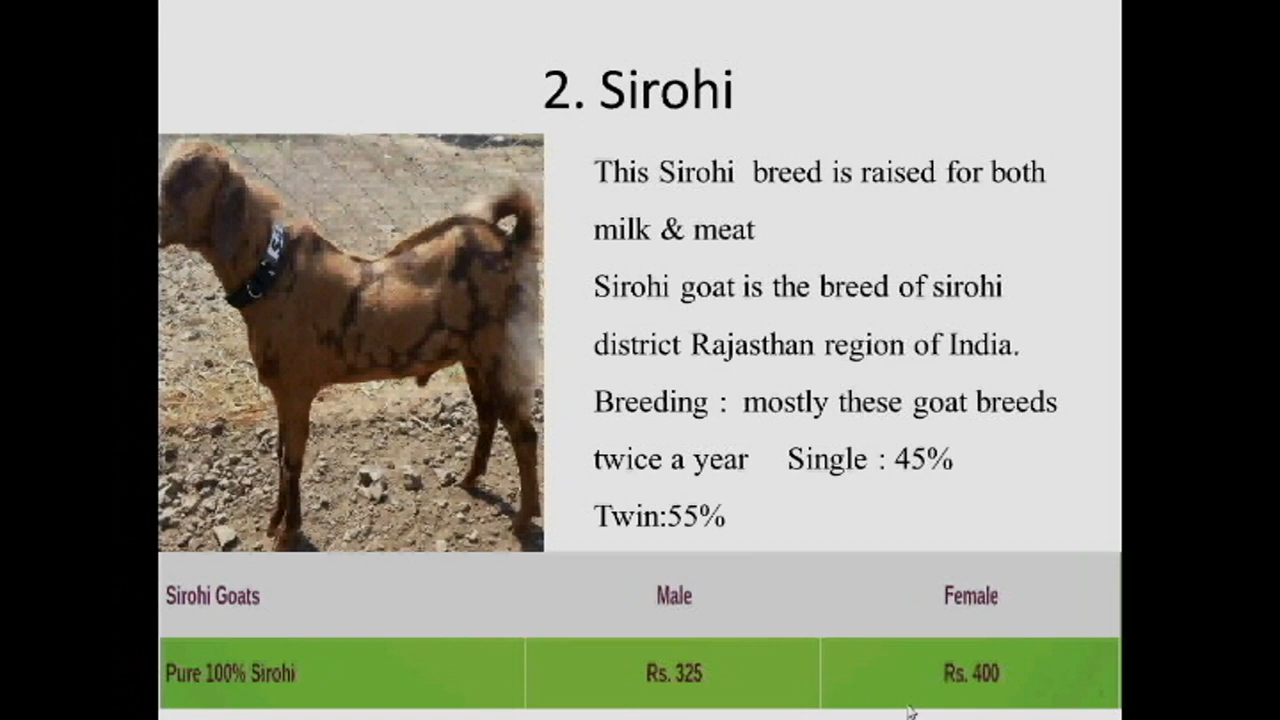 2. Sirohi
This Sirohi breed is raised for both
milk & meat
Sirohi goat is the breed of sirohi
district Rajasthan region of India.
Breeding : mostly these goat breeds
twice a year Single : 45%
Twin:55%
Sirohi Goats Male Female
Pure 100% Sirohi Rs. 325 Rs. 400